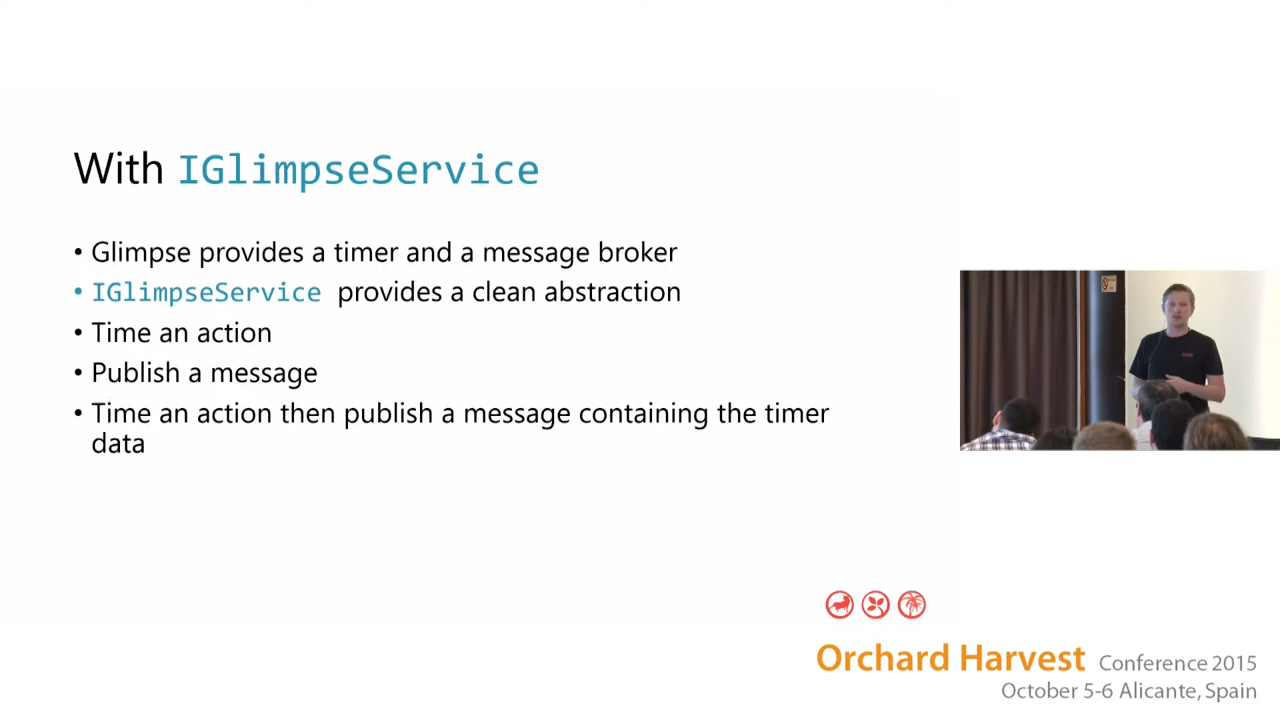 With IGlimpseService
• Glimpse provides a timer and a message broker
• IGlimpseService provides a clean abstraction
• Time an action
• Publish a message
• Time an action then publish a message containing the timer
data
Orchard Harvest Conference 2015
October 5-6 Alicante, Spain